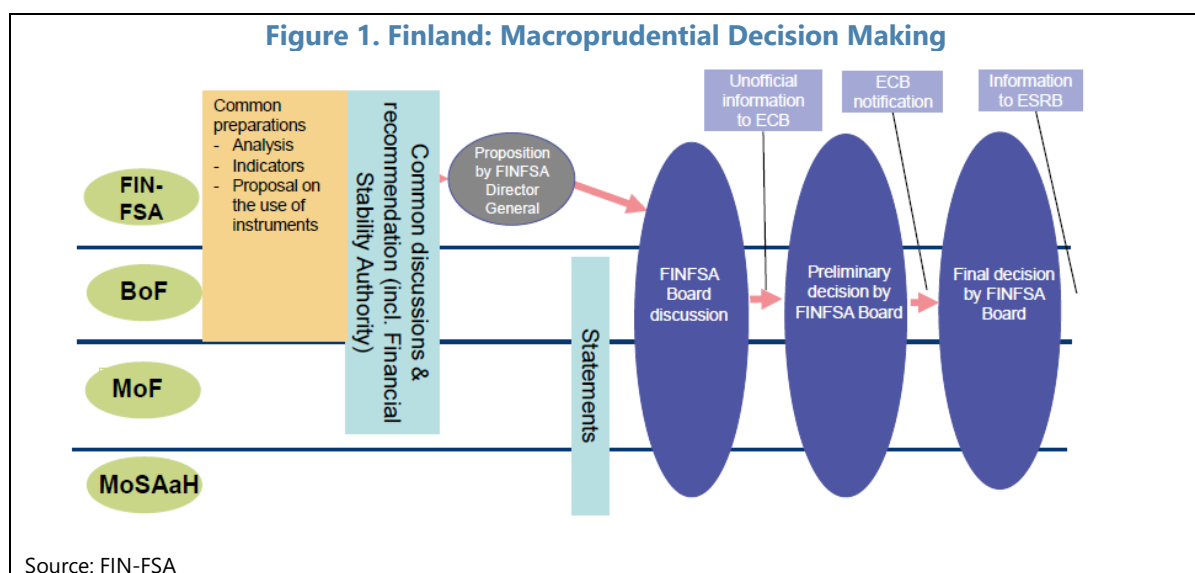 Figure 1. Finland: Macroprudential Decision Making
Unofficial
information
to ECB
ECB
notification
Information
to ESRB
Common
preparations
- Analysis
- Indicators
- Proposal on
the use of
instruments
Common discussions &
recommendation (incl. Financial
Stability Authority)
Proposition
by FINFSA
Director
General
FIN-
FSA
BoF
MoF
MoSAaH
Statements
FINFSA
Board
discussion
Preliminary
decision by
FINFSA Board
Final decision
by FINFSA
Board
Source: FIN-FSA